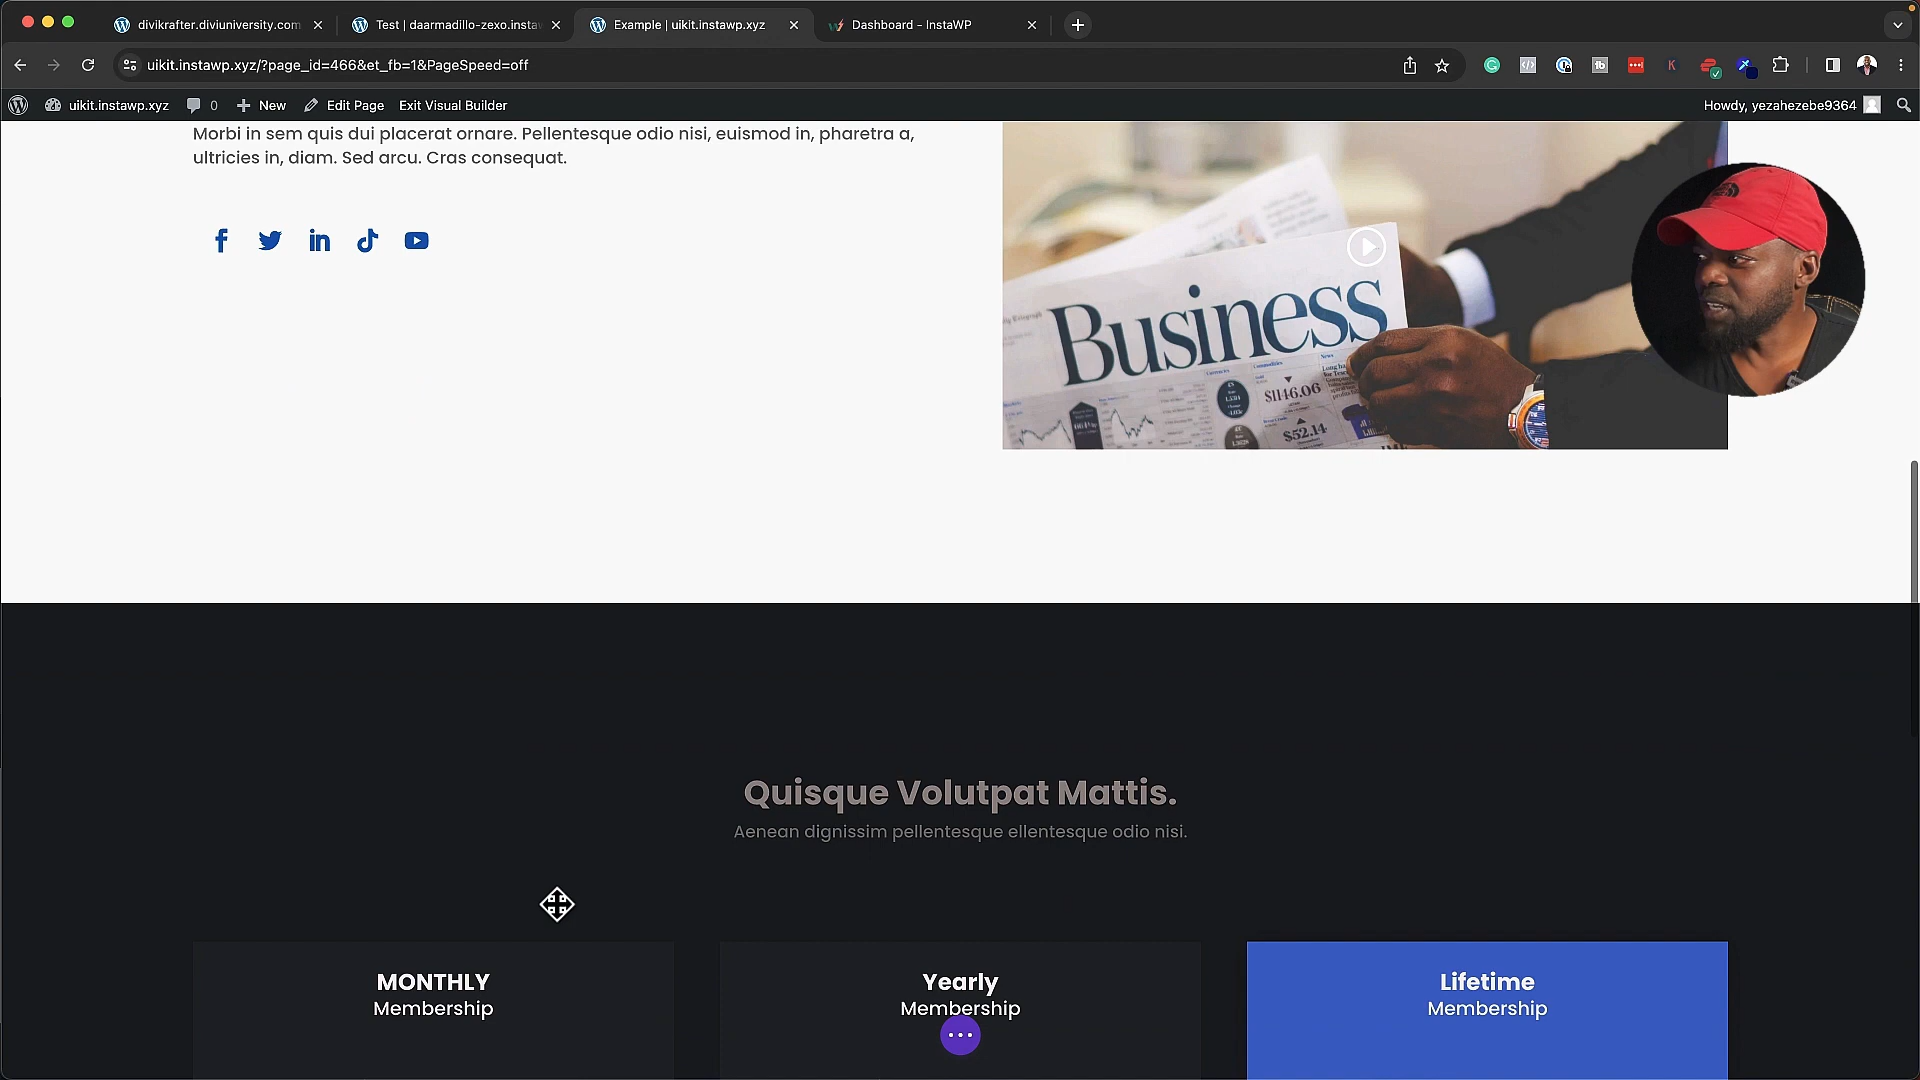 divikrafter.diviuniversity.com
Test | daarmadillo-zexo.instaw
Example | uikit.instawp.xyz
Dashboard - InstaWP
uikit.instawp.xyz/?page_id=466&et_fb=1&PageSpeed=off
uikit.instawp.xyz 0 New Edit Page Exit Visual Builder Howdy, yezahezebe9364
Morbi in sem quis dui placerat ornare. Pellentesque odio nisi, euismod in, pharetra a,
ultricies in, diam. Sed arcu. Cras consequat.
Business
$1146.06
$52.14
Quisque Volutpat Mattis.
Aenean dignissim pellentesque ellentesque odio nisi.
MONTHLY
Membership
Yearly
Membership
Lifetime
Membership